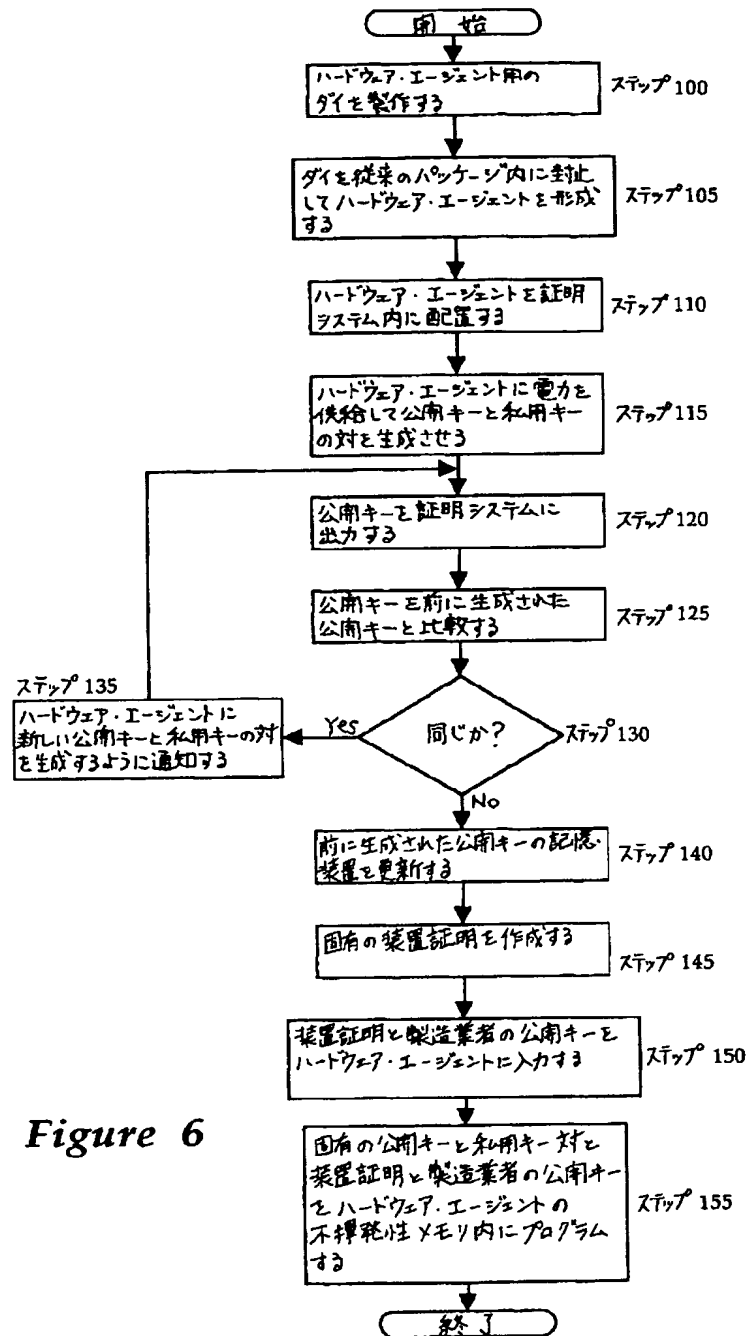 開 始
ハードウェア・エージェント用の
ダイを製作する
ステップ 100
ダイを従来のパッケージ内に封止
してハードウェア・エージェントを形成
する
ステップ 105
ハードウェア・エージェントを証明
システム内に配置する
ステップ 110
ハードウェア・エージェントに電力を
供給して公開キーと私用キー
の対を生成させる
ステップ 115
公開キーを証明システムに
出力する
ステップ 120
公開キーを前に生成された
公開キーと比較する
ステップ 125
同じか?
ステップ 130
Yes
ステップ 135
ハードウェア・エージェントに
新しい公開キーと私用キーの対
を生成するように通知する
No
前に生成された公開キーの記憶
装置を更新する
ステップ 140
固有の装置証明を作成する
ステップ 145
装置証明と製造業者の公開キーを
ハードウェア・エージェントに入力する
ステップ 150
固有の公開キーと私用キー対と
装置証明と製造業者の公開キー
をハードウェア・エージェントの
不揮発性メモリ内にプログラム
する
ステップ 155
終 了
Figure 6